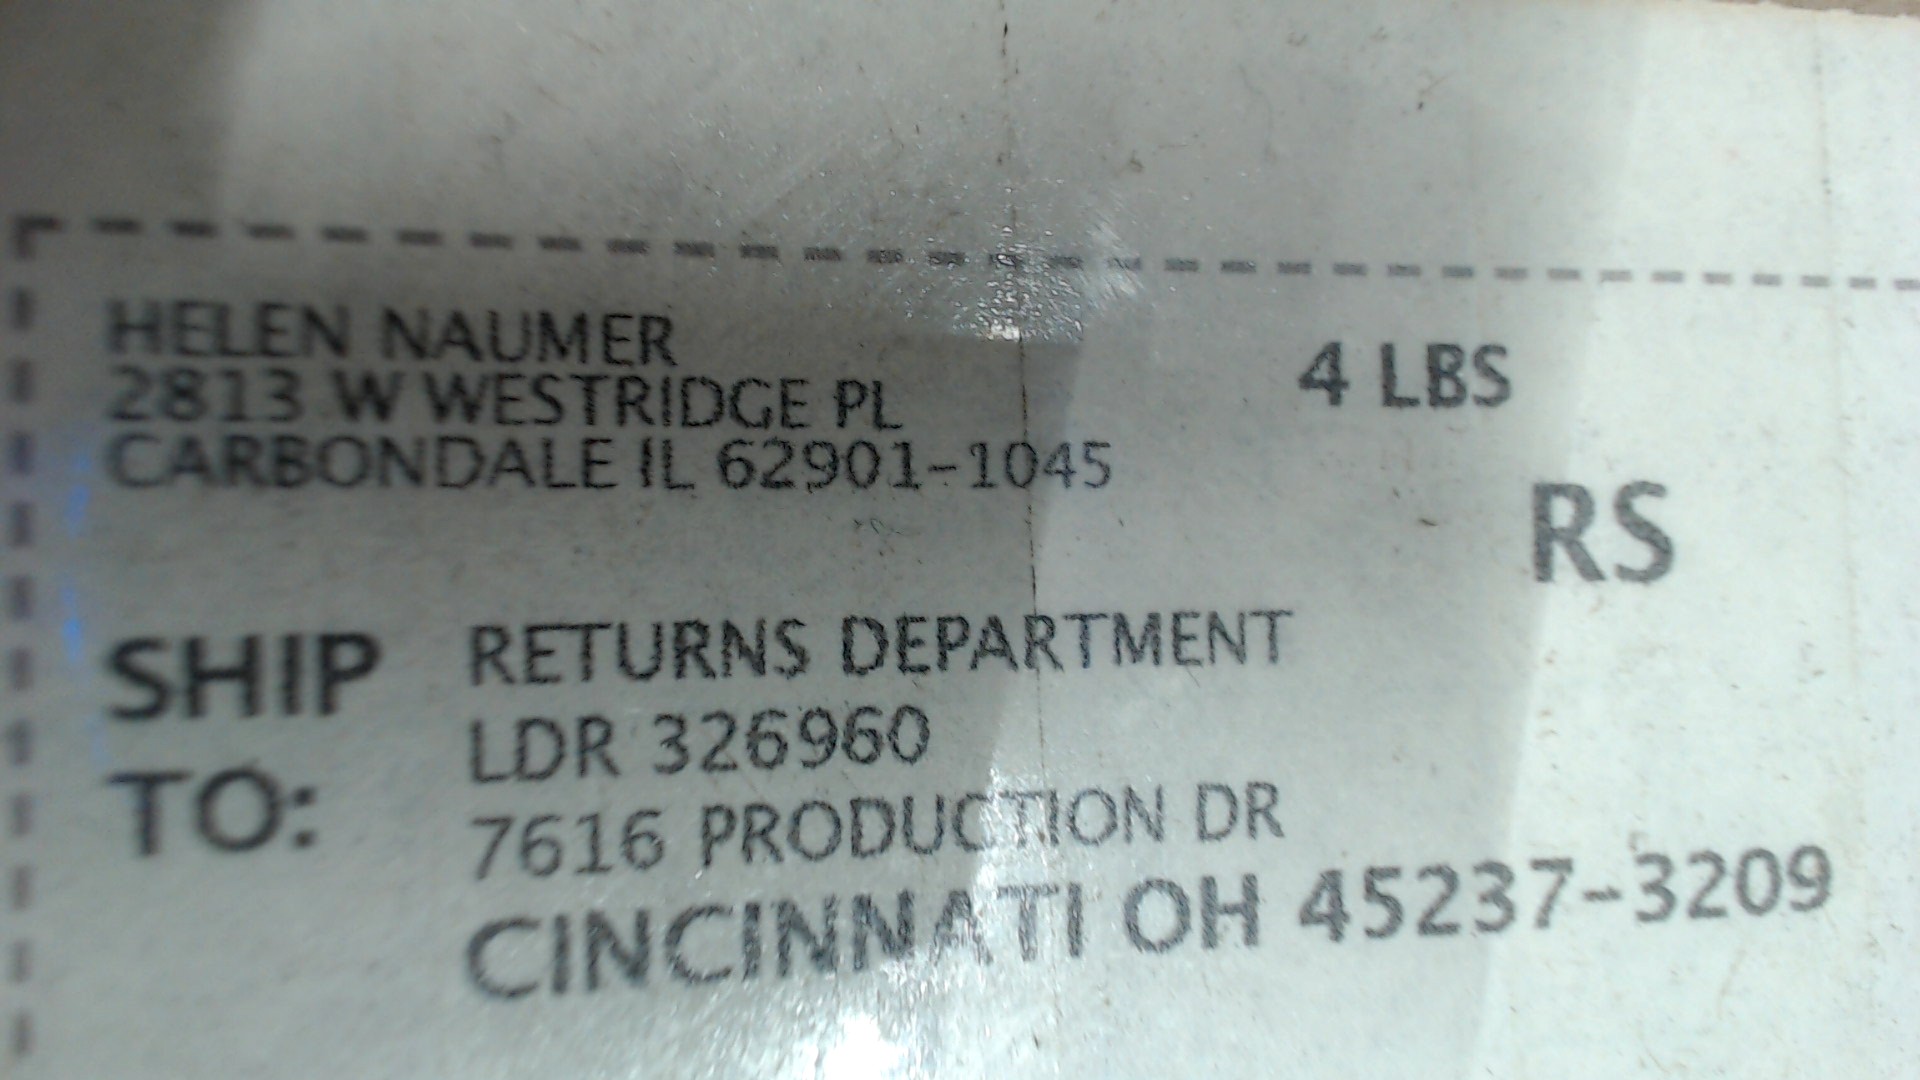 HELEN NAUMER
2813 W WESTRIDGE PL
CARBONDALE IL 62901-1045
4 LBS
RS
SHIP TO:
RETURNS DEPARTMENT
LDR 326960
7616 PRODUCTION DR
CINCINNATI OH 45237-3209